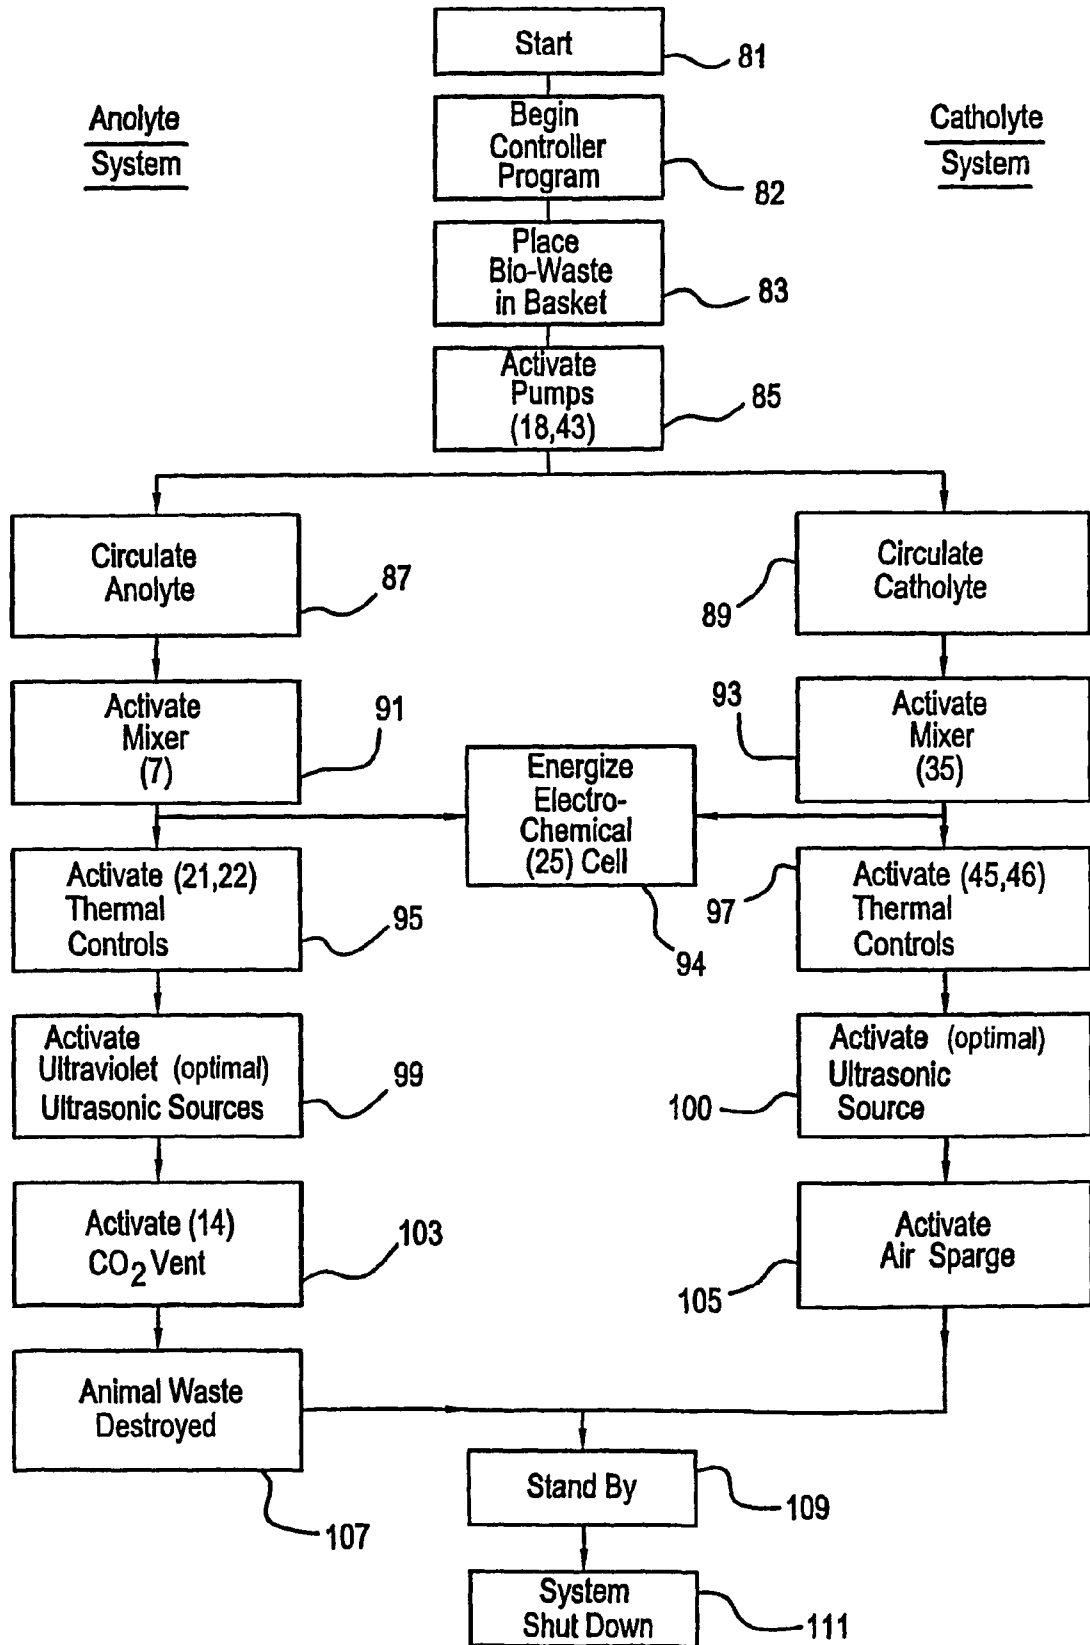 Start
81
Anolyte
System
Catholyte
System
Begin
Controller
Program
82
Place
Bio-Waste
in Basket
83
Activate
Pumps
(18,43)
85
Circulate
Anolyte
87
Circulate
Catholyte
89
Activate
Mixer
(7)
91
Activate
Mixer
(35)
93
Energize
Electro-
Chemical
(25) Cell
94
Activate (21,22)
Thermal
Controls
95
Activate (45,46)
Thermal
Controls
97
Activate
Ultraviolet (optimal)
Ultrasonic Sources
99
Activate (optimal)
Ultrasonic
Source
100
Activate (14)
CO2 Vent
103
Activate
Air Sparge
105
Animal Waste
Destroyed
107
Stand By
109
System
Shut Down
111